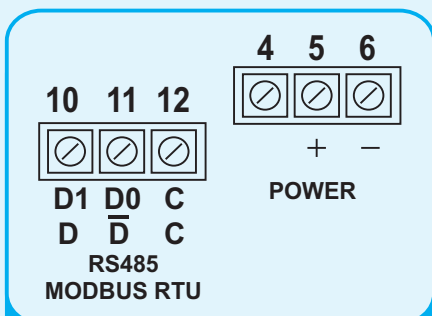 4 5 6
+ −
POWER
10 11 12
D1 D0 C
D D̅ C
RS485
MODBUS RTU